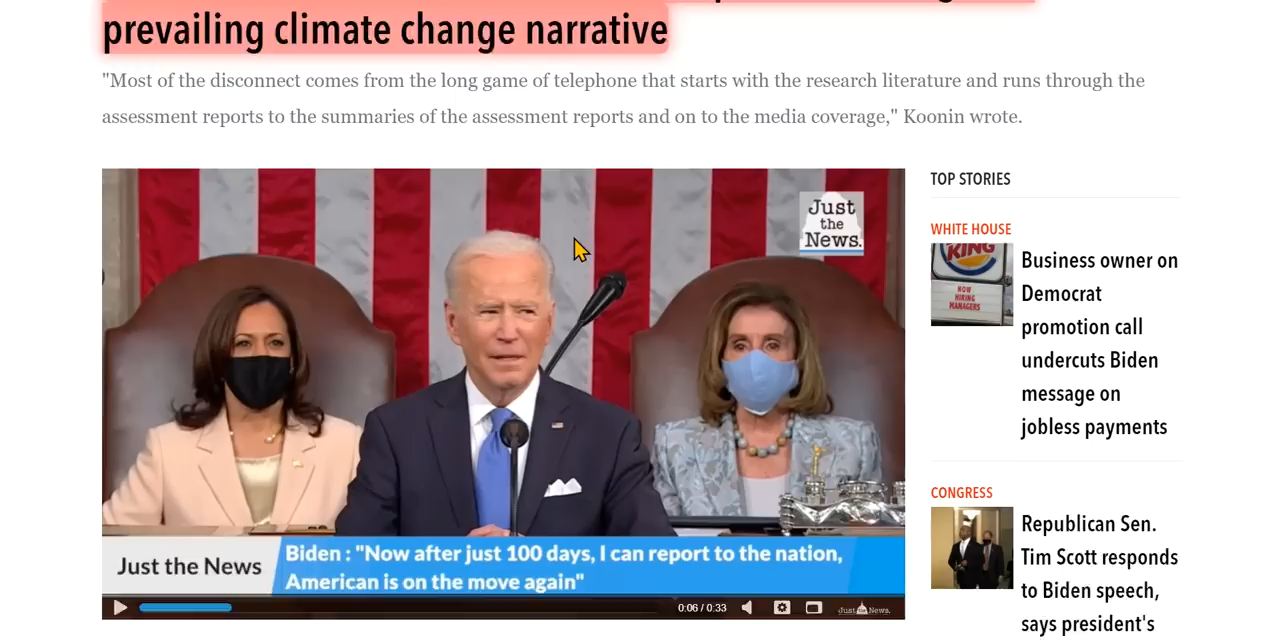 prevailing climate change narrative
"Most of the disconnect comes from the long game of telephone that starts with the research literature and runs through the
assessment reports to the summaries of the assessment reports and on to the media coverage," Koonin wrote.
TOP STORIES
Just
the
News.
WHITE HOUSE
KING
NOW
HIRING
MANAGERS
Business owner on
Democrat
promotion call
undercuts Biden
message on
jobless payments
CONGRESS
Republican Sen.
Tim Scott responds
to Biden speech,
says president's
Just the News
Biden : "Now after just 100 days, I can report to the nation,
American is on the move again"
0:06 / 0:33
Just the News.